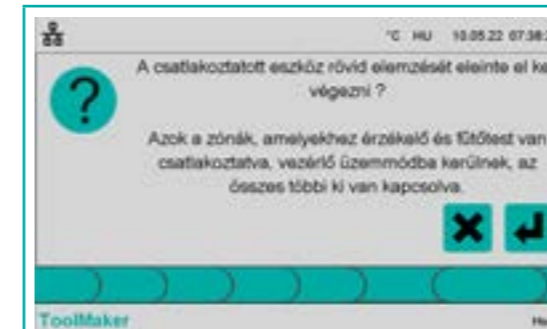 °C HU 10.05.22 07:38:
A csatlakoztatott eszköz rövid elemzését eleinte el ke
végezni ?
Azok a zónák, amelyekhez érzékelő és fűtőtest van
csatlakoztatva, vezérlő üzemmódba kerülnek, az
összes többi ki van kapcsolva.
ToolMaker